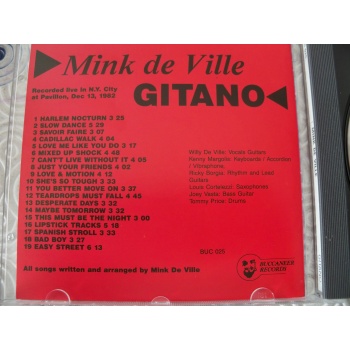 Mink de Ville
Recorded live in N.Y. City
at Pavilion, Dec 13, 1982
GITANO
1 HARLEM NOCTURN 3 25
2 SLOW DANCE 3 25
3 SAVOIR FAIRE 3 07
4 CADILLAC WALK 4 04
5 LOVE ME LIKE YOU DO 3 17
6 MIXED UP SHOCK 4 48
7 CAN'T LIVE WITHOUT IT 4 05
8 JUST YOUR FRIENDS 4 02
9 LOVE & MOTION 4 12
10 SHE'S SO TOUGH 3 33
11 YOU BETTER MOVE ON 3 37
12 TEARDROPS MUST FALL 4 45
13 DESPERATE DAYS 3 32
14 MAYBE TOMORROW 3 20
15 THIS MUST BE THE NIGHT 3 00
16 LIPSTICK TRACKS 5 18
17 SPANISH STROLL 3 33
18 BAD BOY 3 27
19 EASY STREET 6 13
Willy De Ville: Vocals Guitars
Kenny Margolis: Keyboards / Accordion
/ Vibraphone
Ricky Borgia: Rhythm and Lead
Guitars
Louis Cortelezzi: Saxophones
Joey Vasta: Bass Guitar
Tommy Price: Drums
BUC 025
All songs written and arranged by Mink De Ville
BUCCANEER
RECORDS